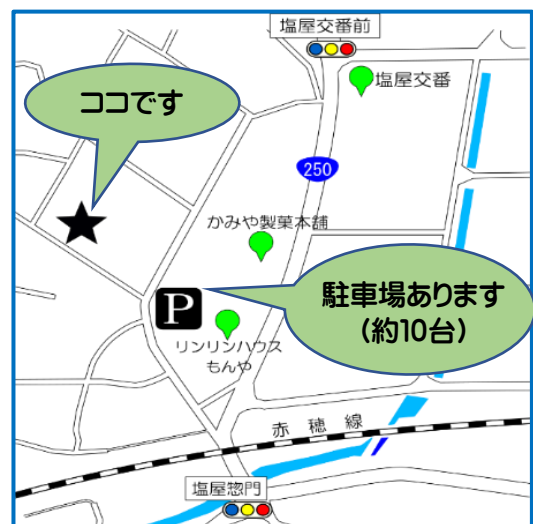 塩屋交番前
塩屋交番
ココです
250
かみや製菓本舗
駐車場あります
（約10台）
P
リンリンハウス
もんや
赤穂線
塩屋惣門